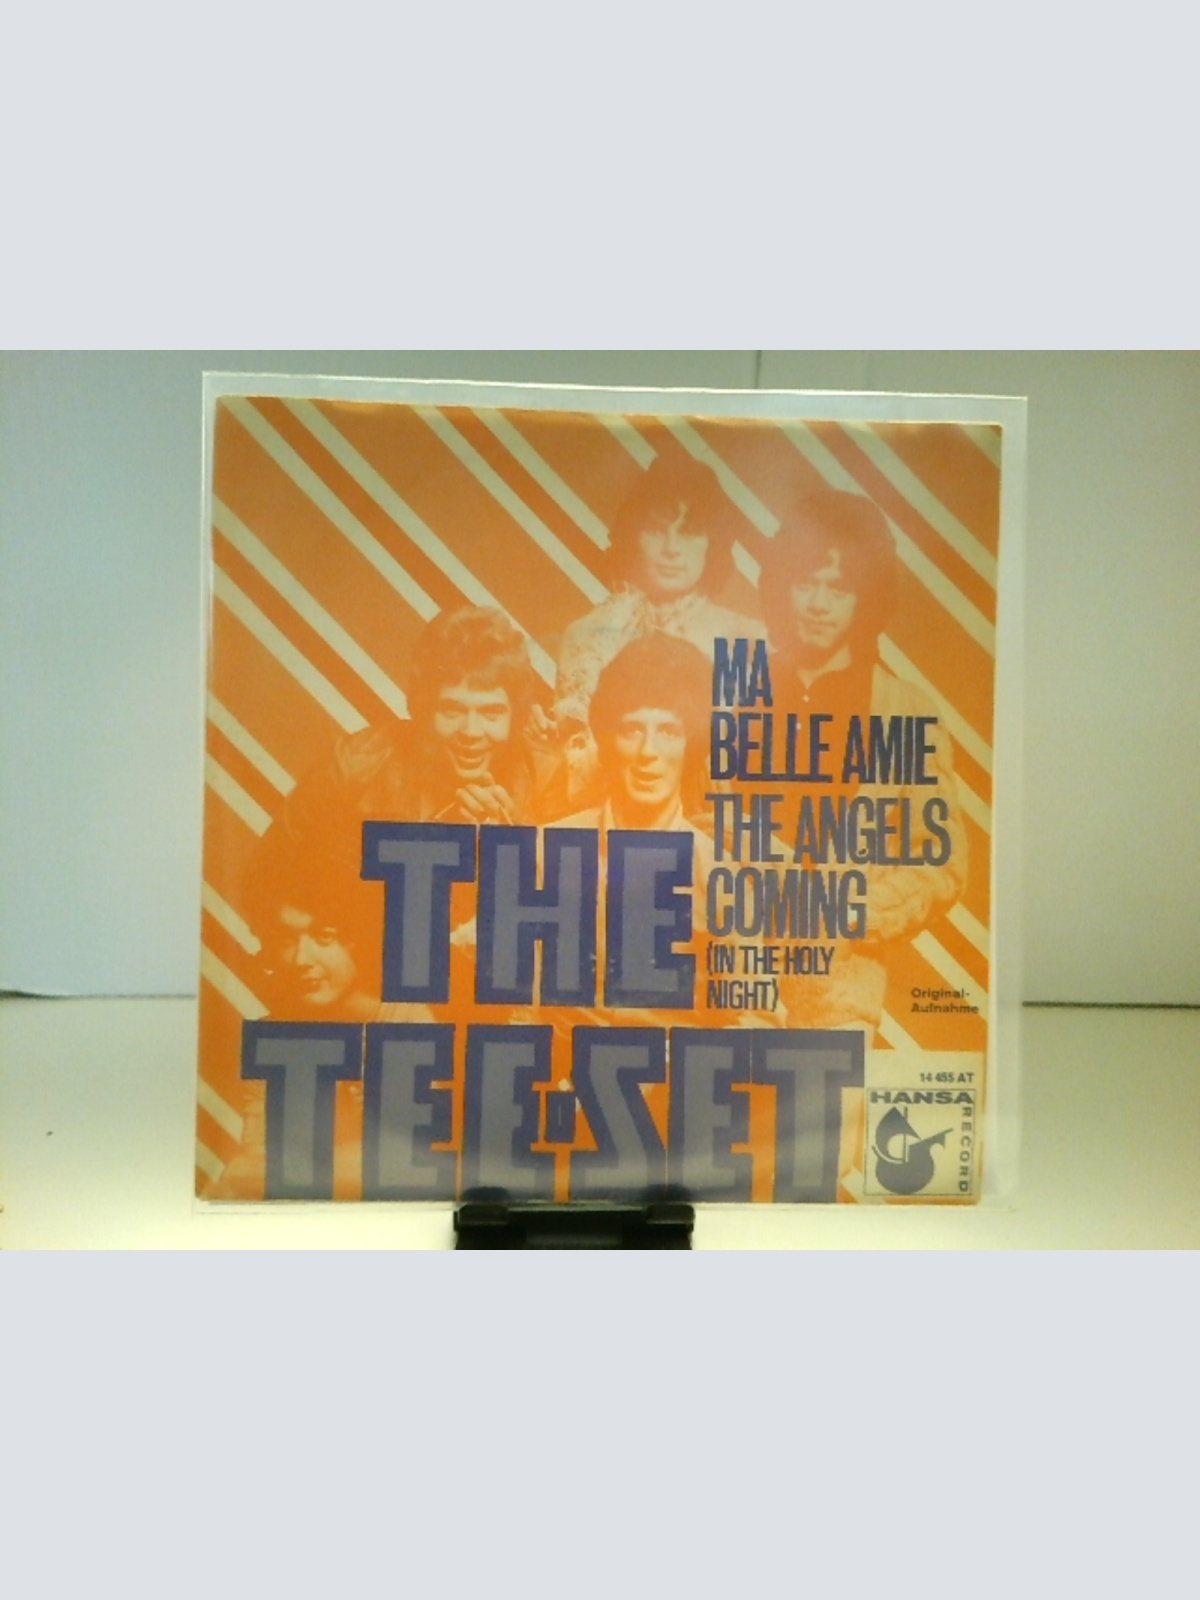 MA
BELLE AMIE
THE ANGELS
COMING
(IN THE HOLY
NIGHT)
THE
TEE-SET
Original-
Aufnahme
14 455 AT
HANSA
RECORD